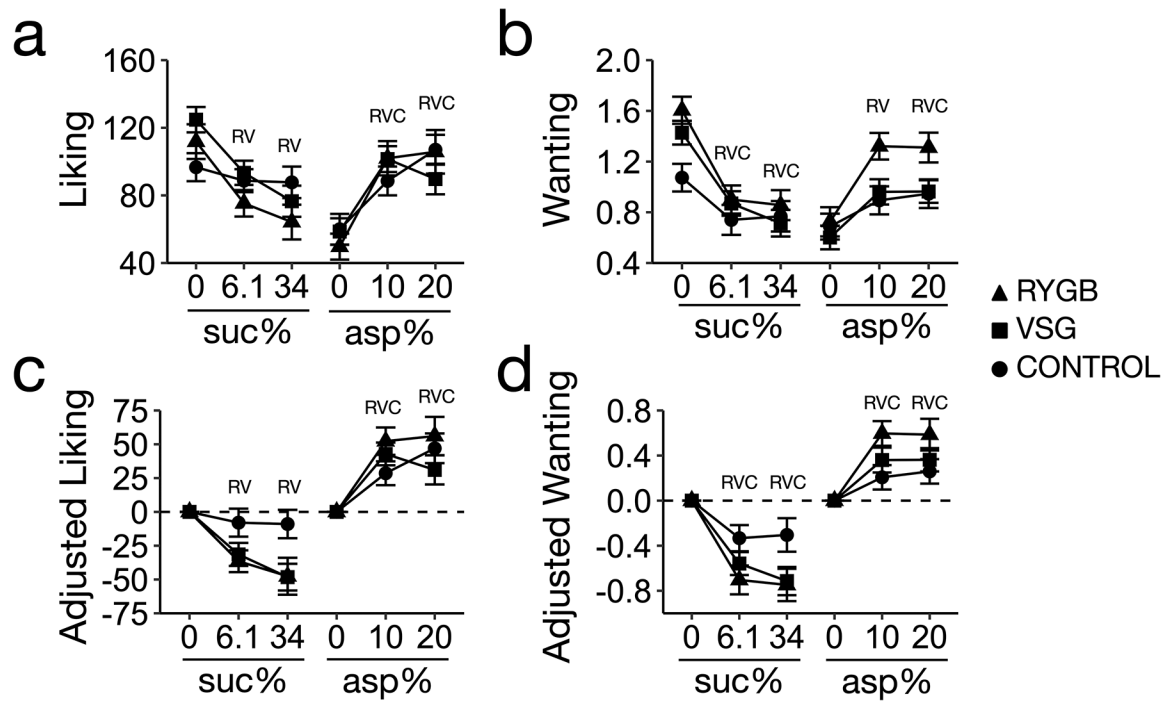 a
160
120
80
40
Liking
RV
RV
RVC
RVC
0 6.1 34 0 10 20
suc% asp%
b
2.0
1.6
1.2
0.8
0.4
Wanting
RVC
RVC
RV
RVC
0 6.1 34 0 10 20
suc% asp%
RYGB
VSG
CONTROL
c
75
50
25
0
-25
-50
-75
Adjusted Liking
RV
RV
RVC
RVC
0 6.1 34 0 10 20
suc% asp%
d
0.8
0.4
0.0
-0.4
-0.8
Adjusted Wanting
RVC
RVC
RVC
RVC
0 6.1 34 0 10 20
suc% asp%